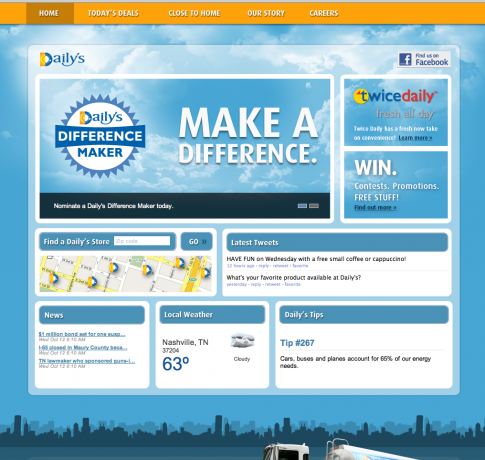 HOME TODAY'S DEALS CLOSE TO HOME OUR STORY CAREERS
Daily's
Find us on
Facebook
Daily's
DIFFERENCE
MAKER
MAKE A
DIFFERENCE.
Nominate a Daily's Difference Maker today.
twicedaily
fresh all day
Twice Daily has a fresh new take
on convenience! Learn more >
WIN.
Contests. Promotions.
FREE STUFF!
Find out more >
Find a Daily's Store Zip code GO »
Latest Tweets
HAVE FUN on Wednesday with a free small coffee or cappuccino!
12 hours ago · reply · retweet · favorite
What's your favorite product available at Daily's?
yesterday · reply · retweet · favorite
News
$1 million bond set for one susp...
Wed Oct 12 6:10 AM
I-65 closed in Maury County beca...
Wed Oct 12 6:10 AM
TN lawmaker who sponsored guns-i...
Wed Oct 12 6:10 AM
Local Weather
Nashville, TN
37204
63°
Cloudy
Daily's Tips
Tip #267
Cars, buses and planes account for 65% of our energy
needs.